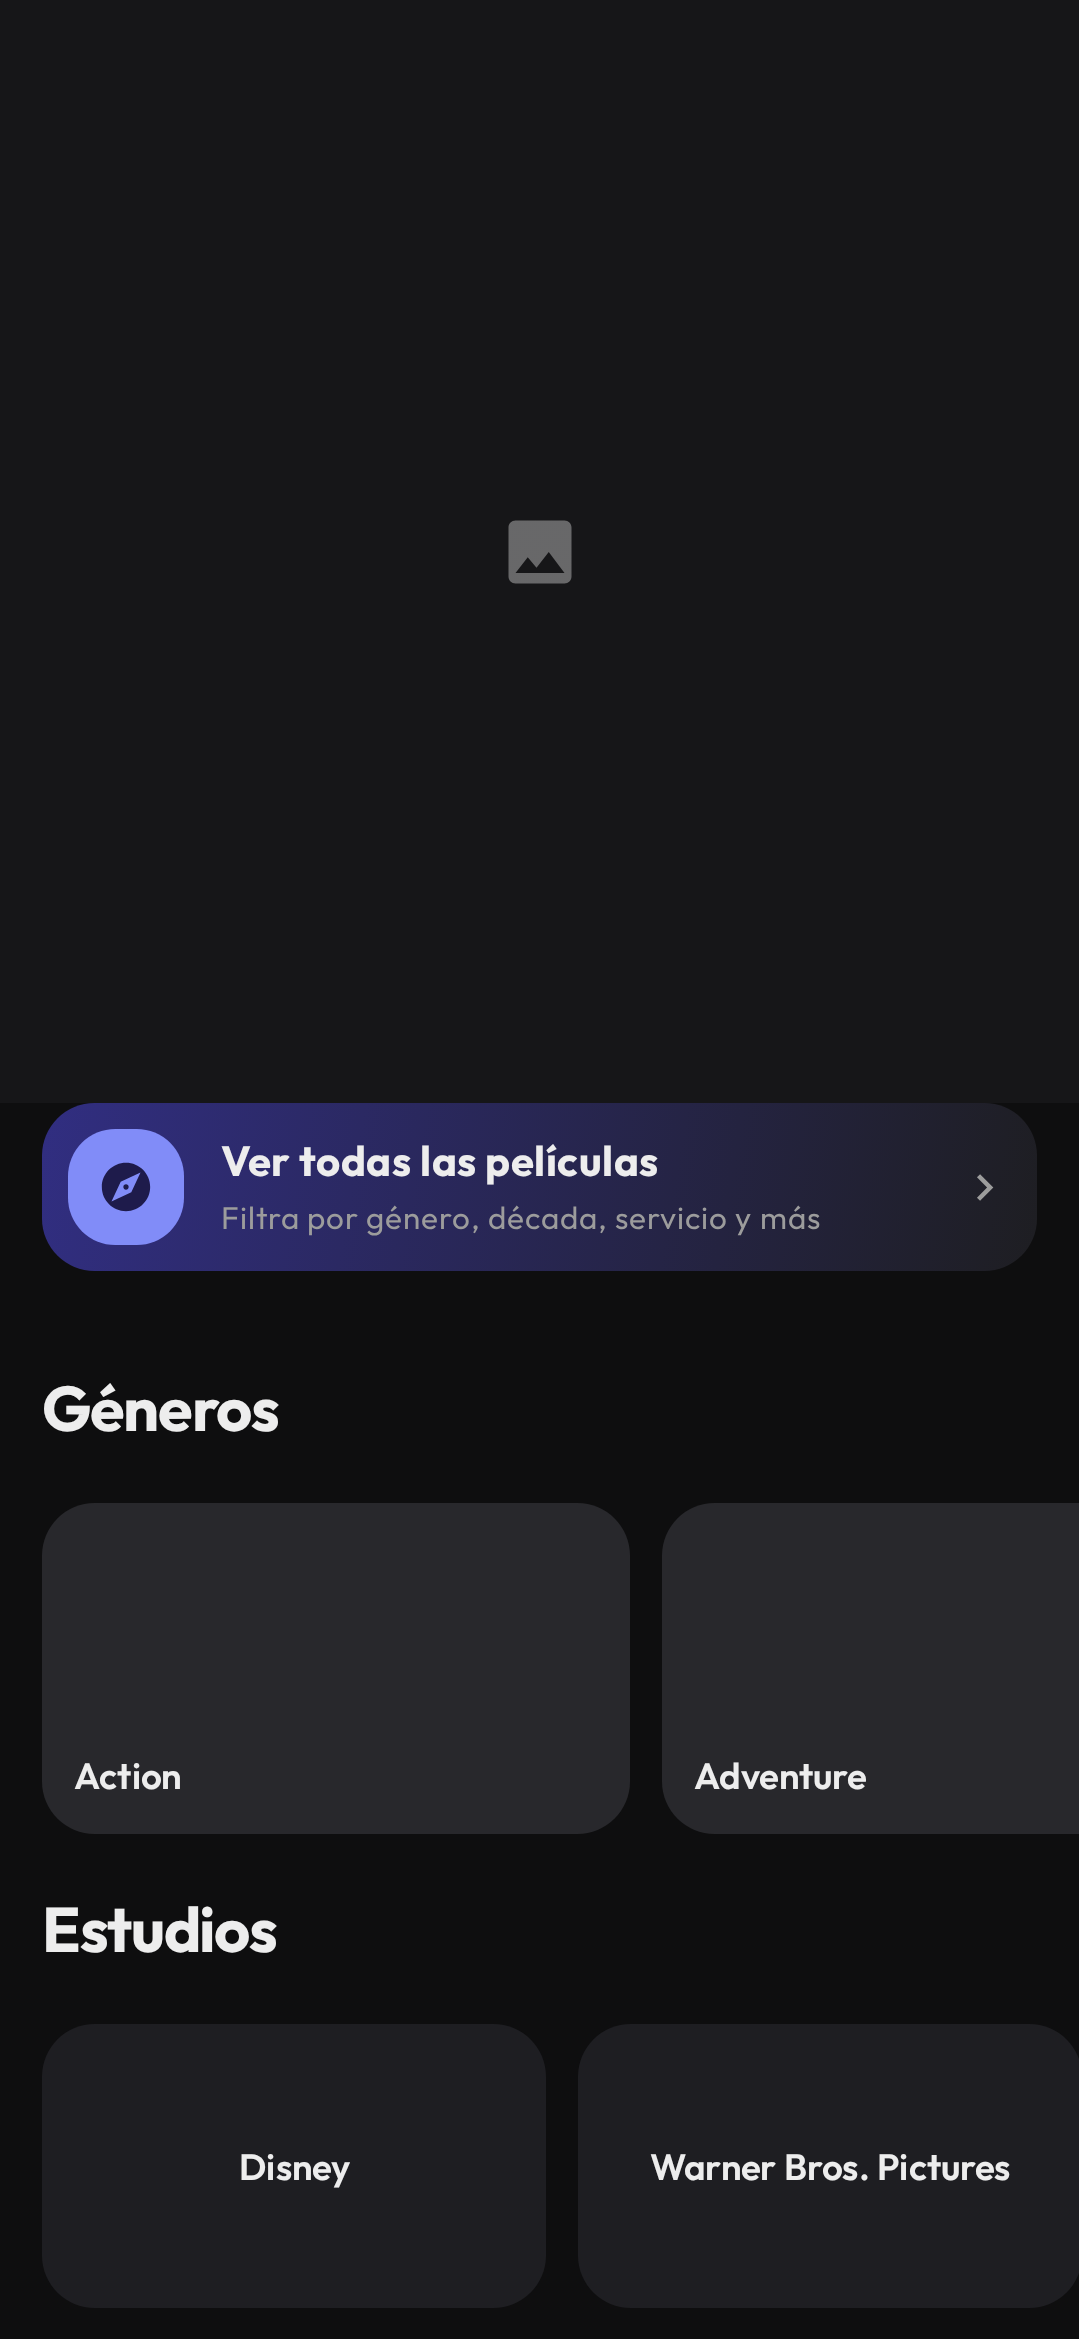 Ver todas las películas
Filtra por género, década, servicio y más
Géneros
Action
Adventure
Estudios
Disney
Warner Bros. Pictures